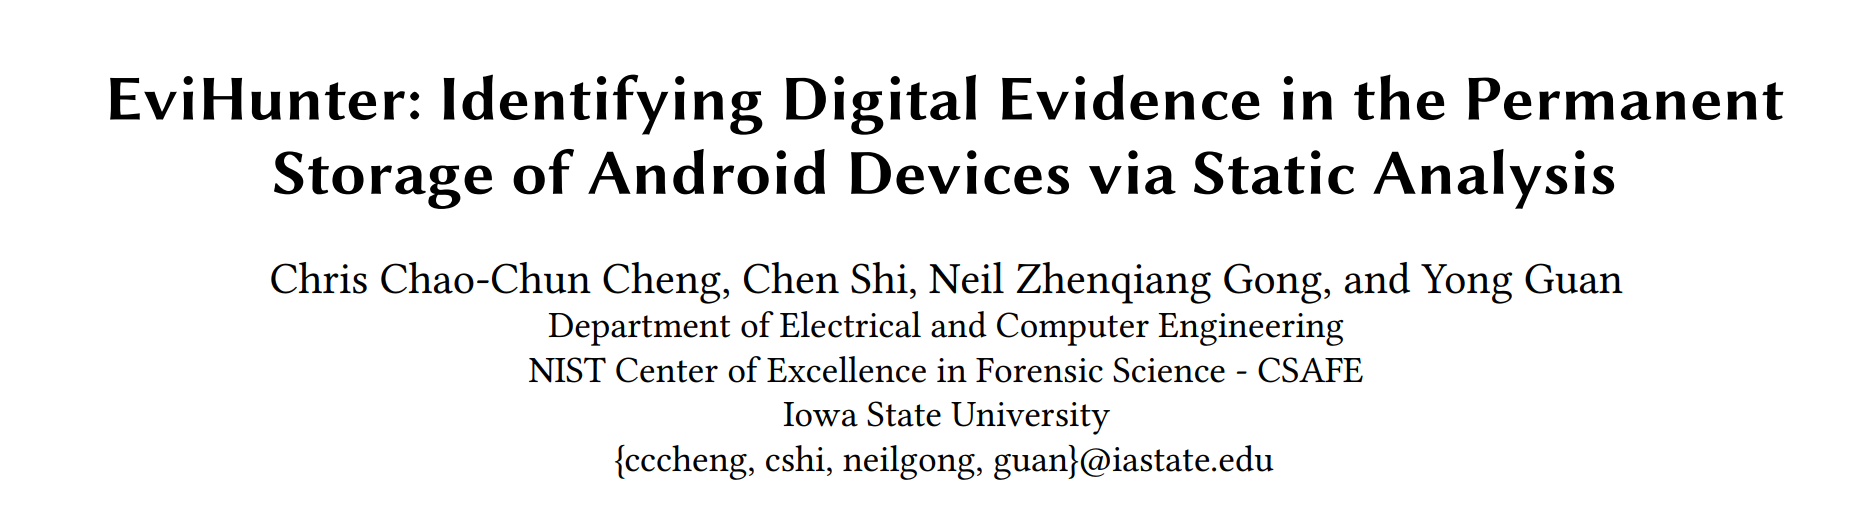 EviHunter: Identifying Digital Evidence in the Permanent
Storage of Android Devices via Static Analysis
Chris Chao-Chun Cheng, Chen Shi, Neil Zhenqiang Gong, and Yong Guan
Department of Electrical and Computer Engineering
NIST Center of Excellence in Forensic Science - CSAFE
Iowa State University
{cccheng, cshi, neilgong, guan}@iastate.edu